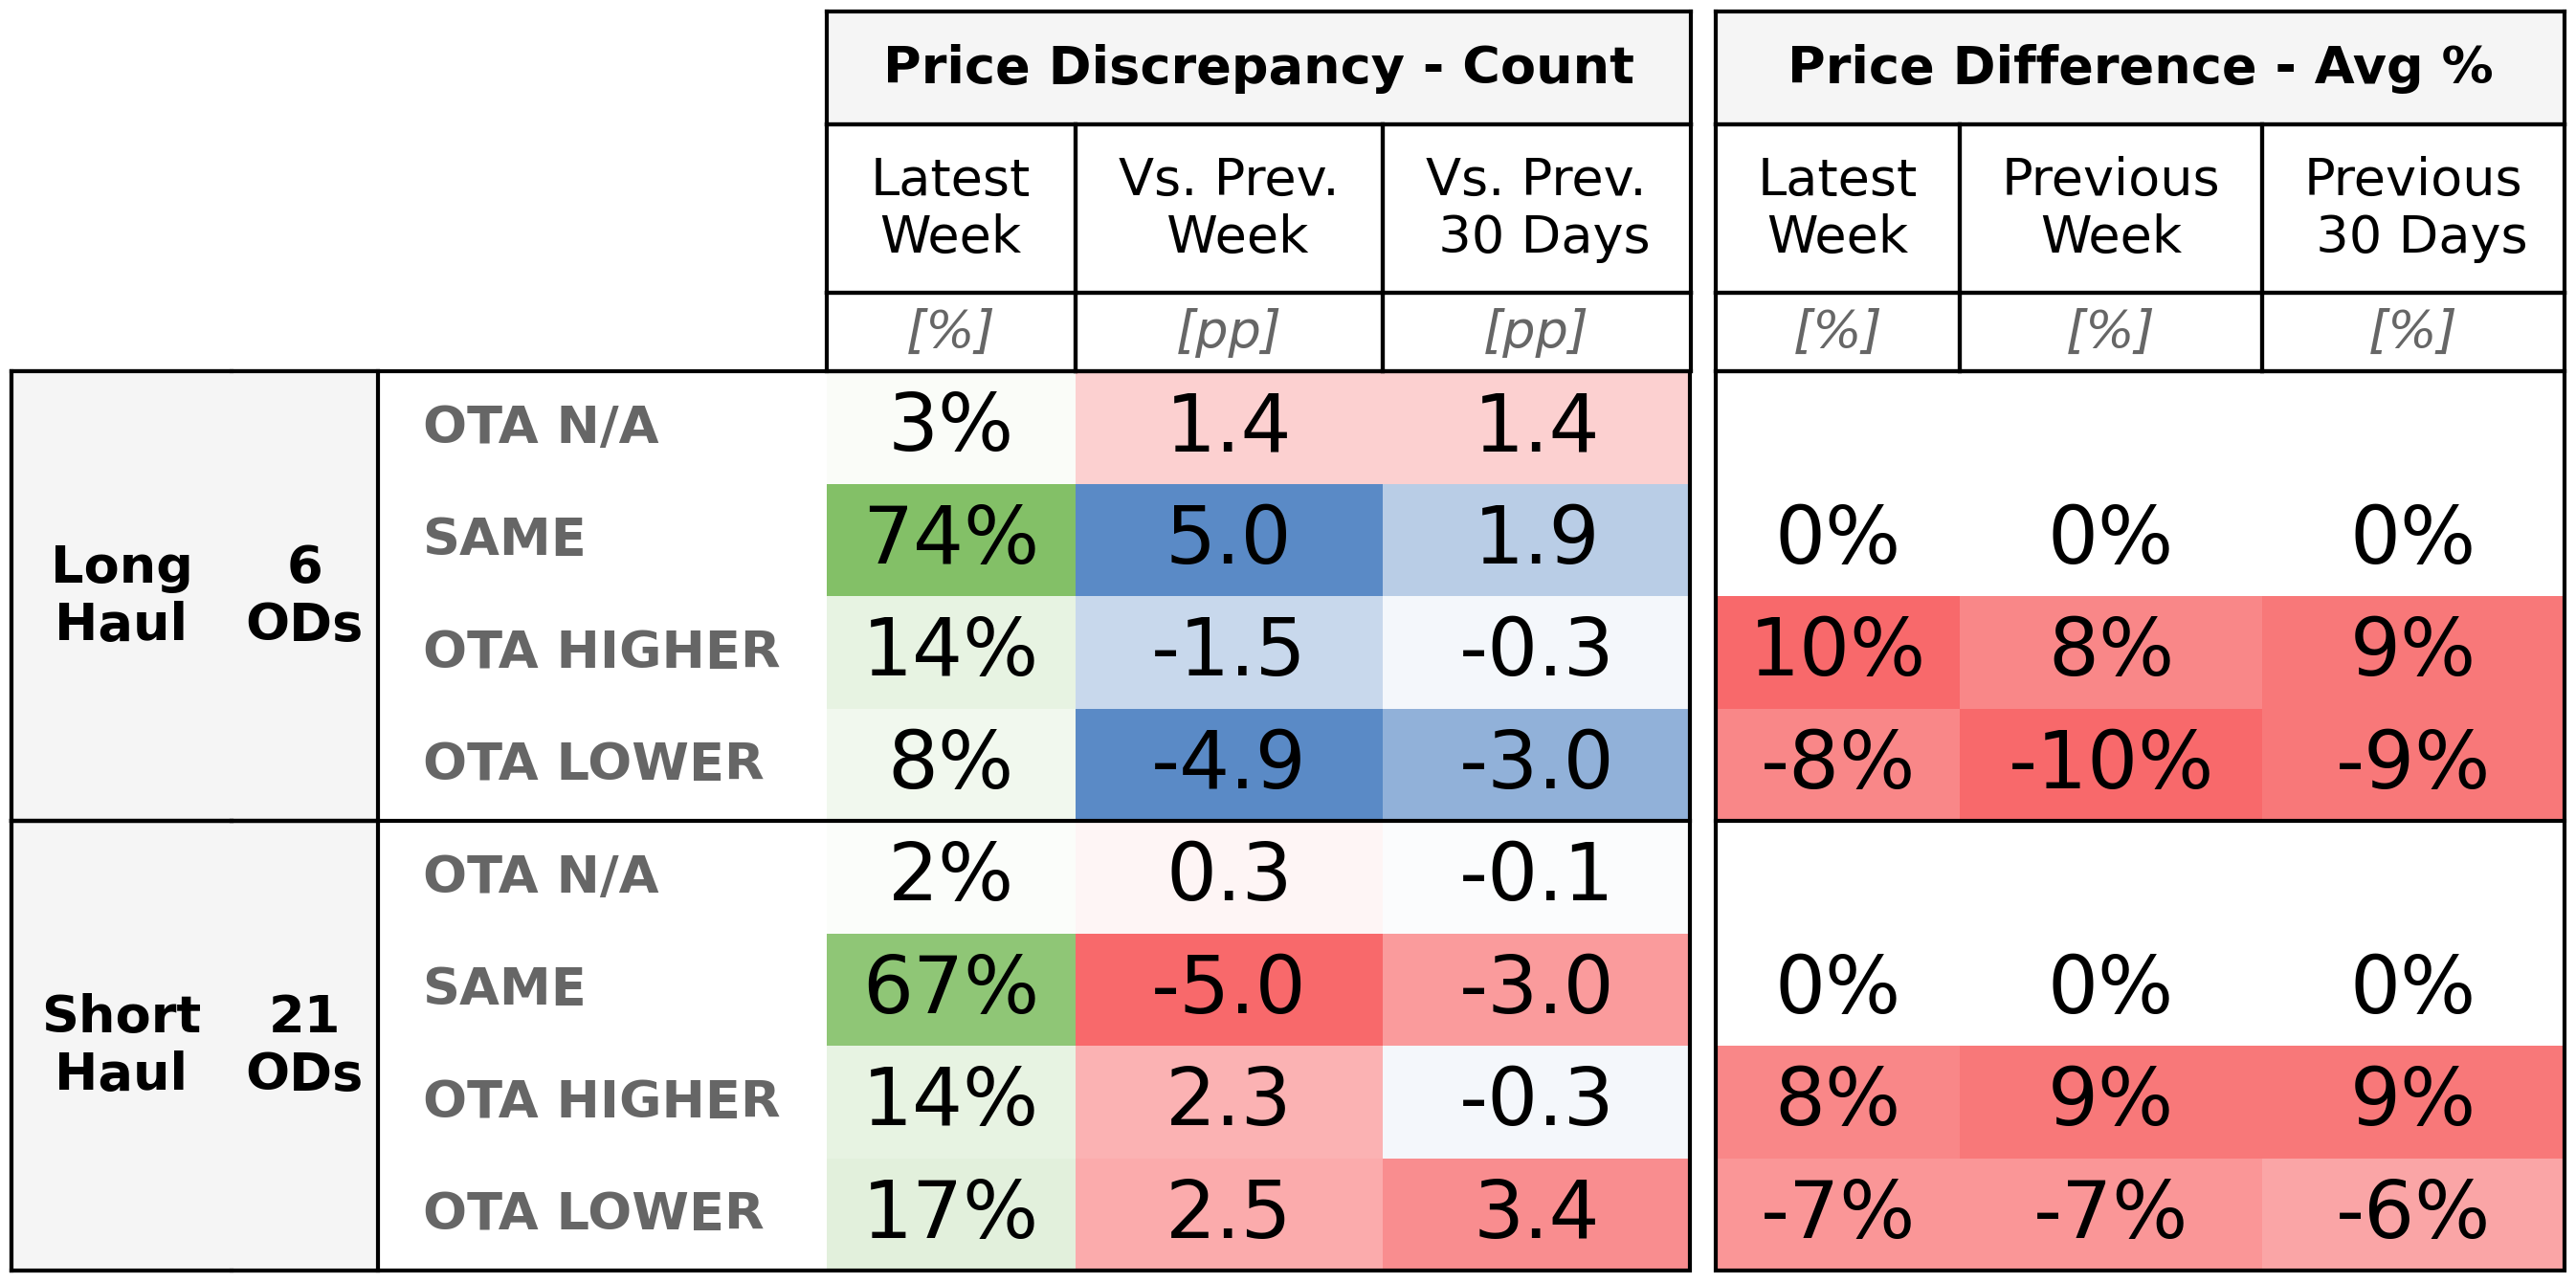 Price Discrepancy - Count Price Difference - Avg %
Latest Week Vs. Prev. Week Vs. Prev. 30 Days Latest Week Previous Week Previous 30 Days
[%] [pp] [pp] [%] [%] [%]
Long Haul 6 ODs
OTA N/A 3% 1.4 1.4
SAME 74% 5.0 1.9 0% 0% 0%
OTA HIGHER 14% -1.5 -0.3 10% 8% 9%
OTA LOWER 8% -4.9 -3.0 -8% -10% -9%
Short Haul 21 ODs
OTA N/A 2% 0.3 -0.1
SAME 67% -5.0 -3.0 0% 0% 0%
OTA HIGHER 14% 2.3 -0.3 8% 9% 9%
OTA LOWER 17% 2.5 3.4 -7% -7% -6%